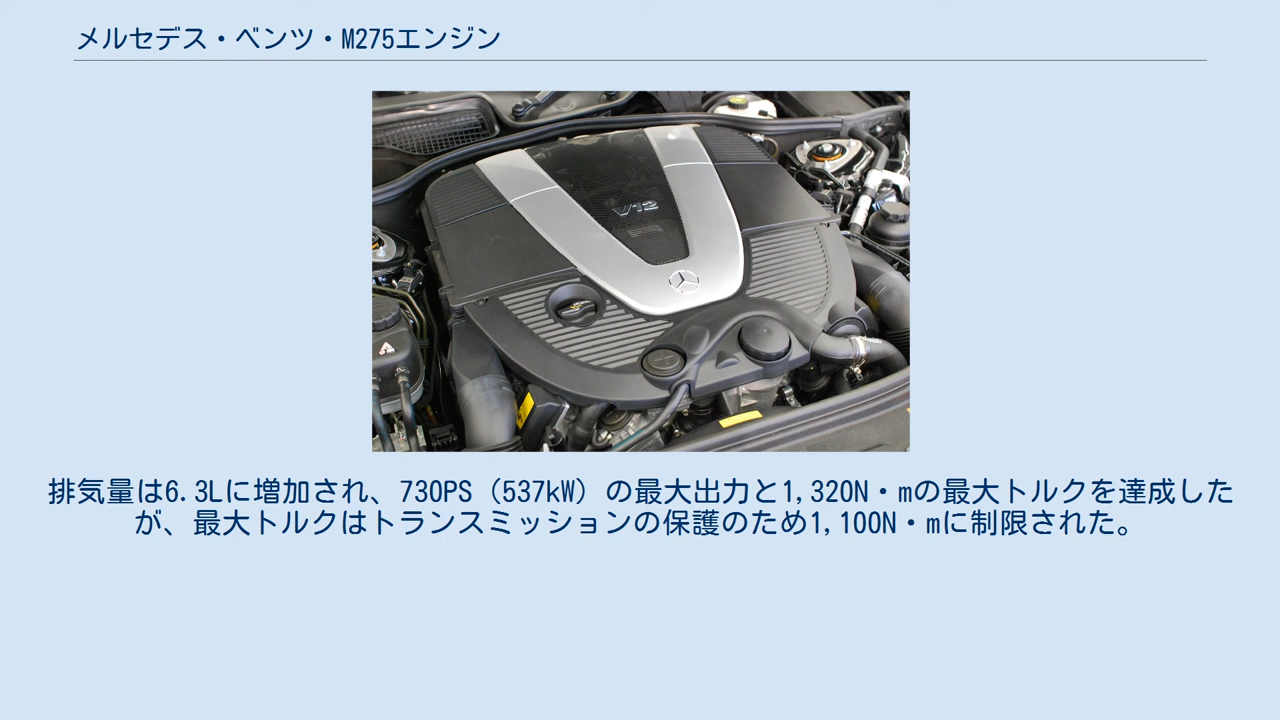 メルセデス・ベンツ・M275エンジン
V12
排気量は6.3Lに増加され、730PS（537kW）の最大出力と1,320N・mの最大トルクを達成した
が、最大トルクはトランスミッションの保護のため1,100N・mに制限された。